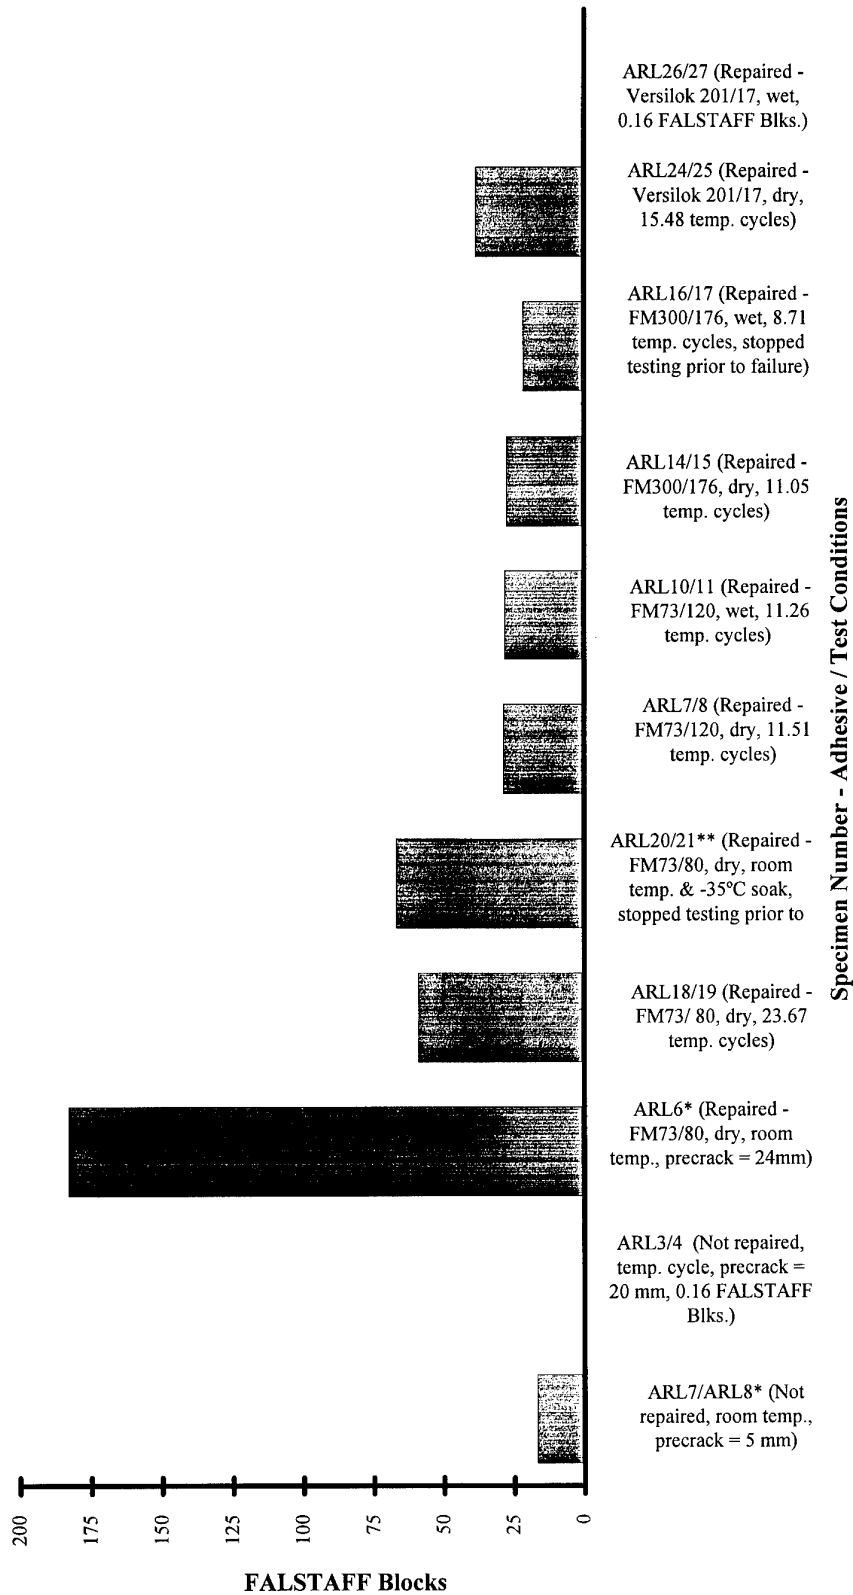 ARL26/27 (Repaired -
Versilok 201/17, wet,
0.16 FALSTAFF Blks.)
ARL24/25 (Repaired -
Versilok 201/17, dry,
15.48 temp. cycles)
ARL16/17 (Repaired -
FM300/176, wet, 8.71
temp. cycles, stopped
testing prior to failure)
ARL14/15 (Repaired -
FM300/176, dry, 11.05
temp. cycles)
ARL10/11 (Repaired -
FM73/120, wet, 11.26
temp. cycles)
ARL7/8 (Repaired -
FM73/120, dry, 11.51
temp. cycles)
ARL20/21** (Repaired -
FM73/80, dry, room
temp. & -35°C soak,
stopped testing prior to
ARL18/19 (Repaired -
FM73/ 80, dry, 23.67
temp. cycles)
ARL6* (Repaired -
FM73/80, dry, room
temp., precrack = 24mm)
ARL3/4 (Not repaired,
temp. cycle, precrack =
20 mm, 0.16 FALSTAFF
Blks.)
ARL7/ARL8* (Not
repaired, room temp.,
precrack = 5 mm)
Specimen Number - Adhesive / Test Conditions
200
175
150
125
100
75
50
25
0
FALSTAFF Blocks